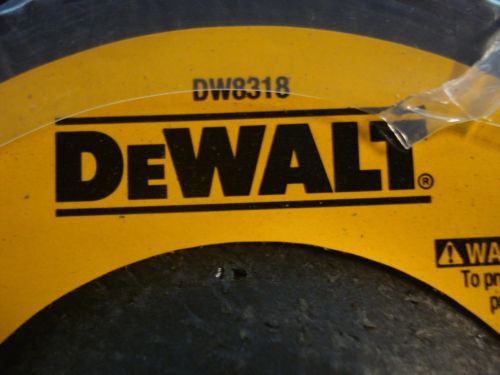 DW8318
DEWALT®
⚠ WA
To pr
p